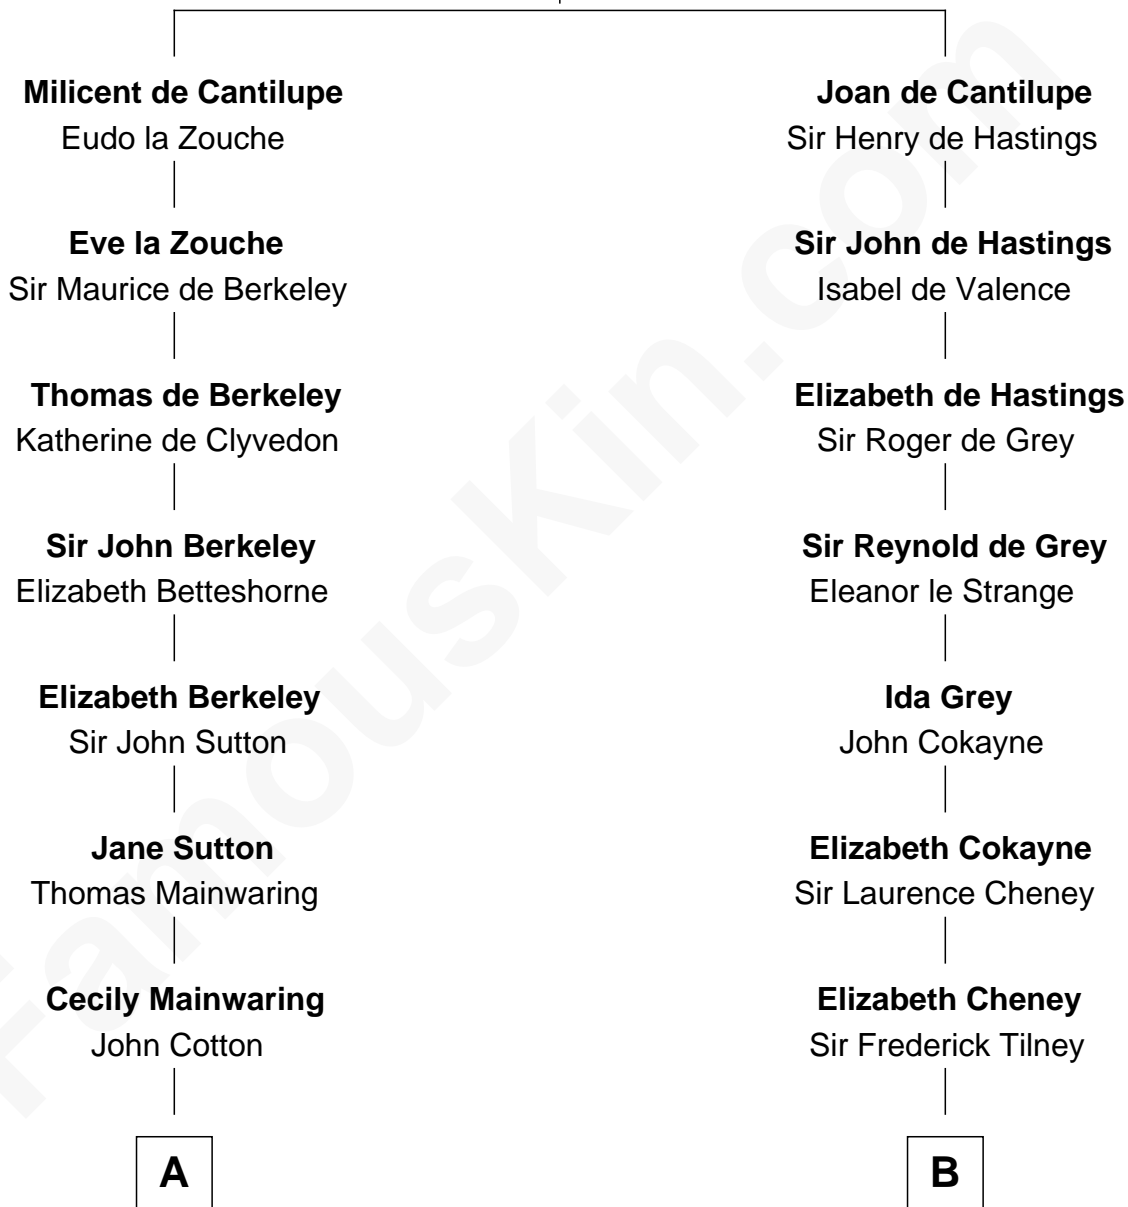 Milicent de Cantilupe
Eudo la Zouche
Eve la Zouche
Sir Maurice de Berkeley
Thomas de Berkeley
Katherine de Clyvedon
Sir John Berkeley
Elizabeth Betteshorne
Elizabeth Berkeley
Sir John Sutton
Jane Sutton
Thomas Mainwaring
Cecily Mainwaring
John Cotton
A
Joan de Cantilupe
Sir Henry de Hastings
Sir John de Hastings
Isabel de Valence
Elizabeth de Hastings
Sir Roger de Grey
Sir Reynold de Grey
Eleanor le Strange
Ida Grey
John Cokayne
Elizabeth Cokayne
Sir Laurence Cheney
Elizabeth Cheney
Sir Frederick Tilney
B
FamousKin.com